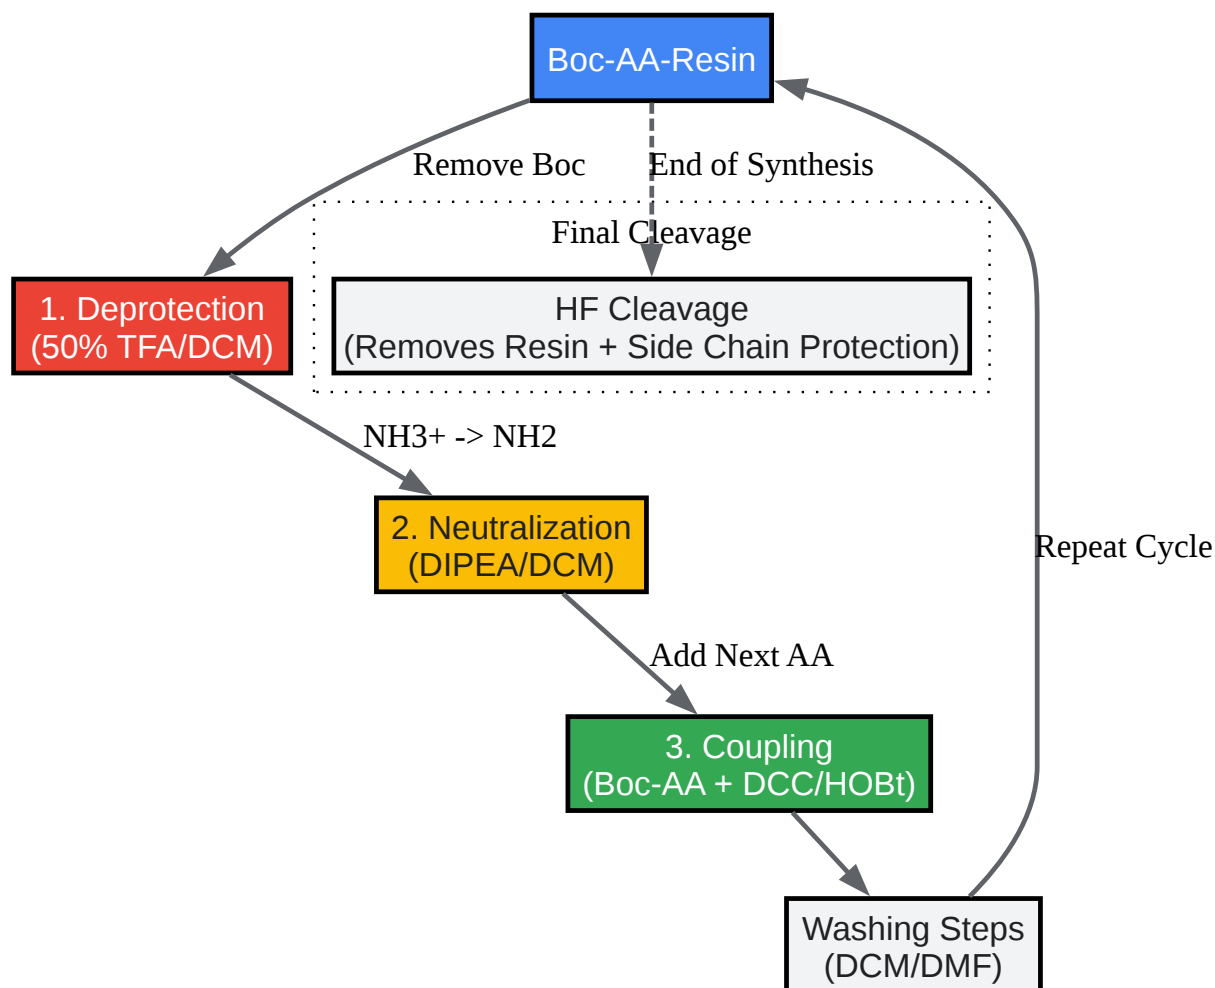 Boc-AA-Resin
Remove Boc
End of Synthesis
Final Cleavage
1. Deprotection
(50% TFA/DCM)
HF Cleavage
(Removes Resin + Side Chain Protection)
NH3+ -> NH2
2. Neutralization
(DIPEA/DCM)
Repeat Cycle
Add Next AA
3. Coupling
(Boc-AA + DCC/HOBt)
Washing Steps
(DCM/DMF)